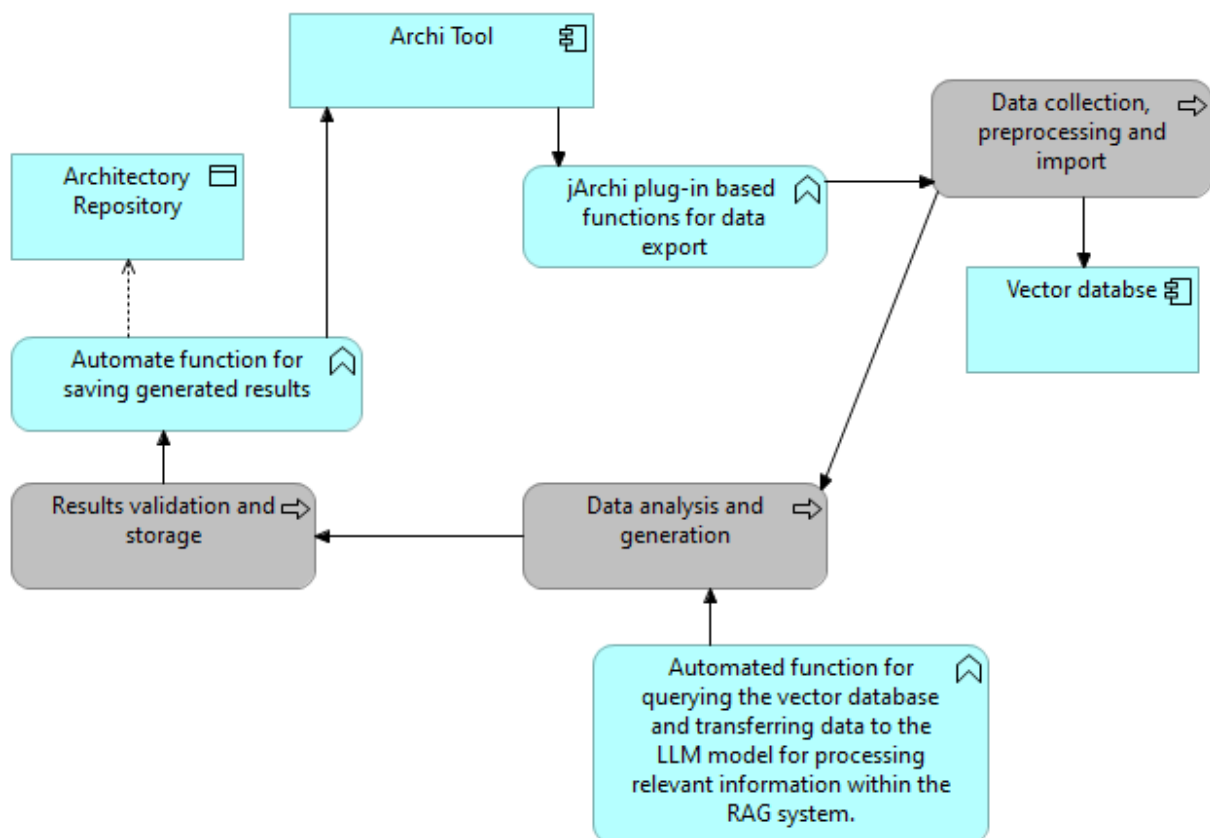 Archi Tool
Data collection,
preprocessing and
import
Architectory
Repository
jArchi plug-in based
functions for data
export
Vector databse
Automate function for
saving generated results
Results validation and
storage
Data analysis and
generation
Automated function for
querying the vector database
and transferring data to the
LLM model for processing
relevant information within the
RAG system.